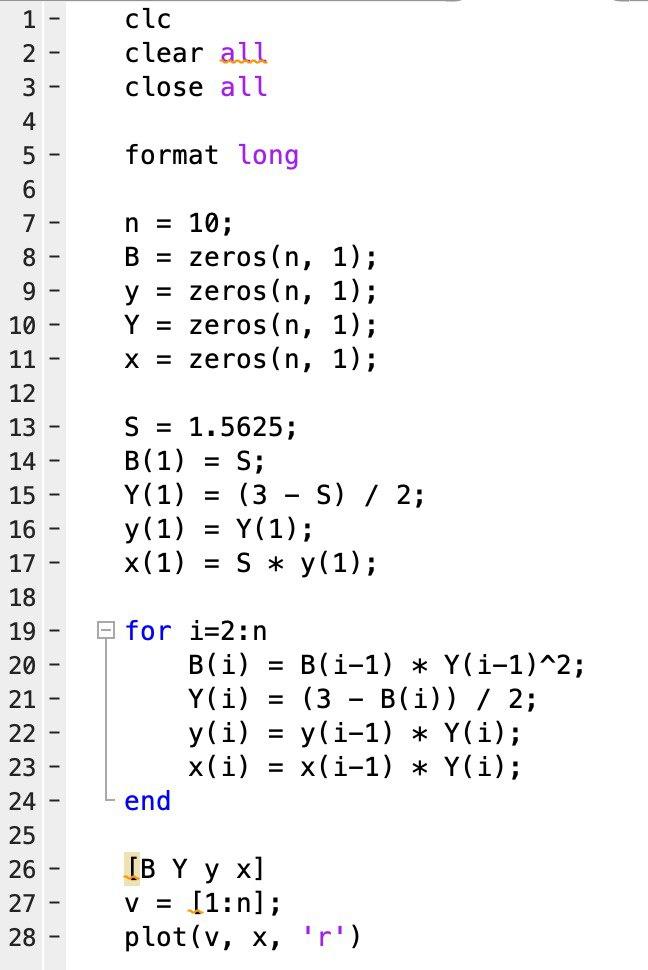 1 - clc
2 - clear all
3 - close all
4
5 - format long
6
7 - n = 10;
8 - B = zeros(n, 1);
9 - y = zeros(n, 1);
10 - Y = zeros(n, 1);
11 - x = zeros(n, 1);
12
13 - S = 1.5625;
14 - B(1) = S;
15 - Y(1) = (3 - S) / 2;
16 - y(1) = Y(1);
17 - x(1) = S * y(1);
18
19 - for i=2:n
20 - B(i) = B(i-1) * Y(i-1)^2;
21 - Y(i) = (3 - B(i)) / 2;
22 - y(i) = y(i-1) * Y(i);
23 - x(i) = x(i-1) * Y(i);
24 - end
25
26 - [B Y y x]
27 - v = [1:n];
28 - plot(v, x, 'r')